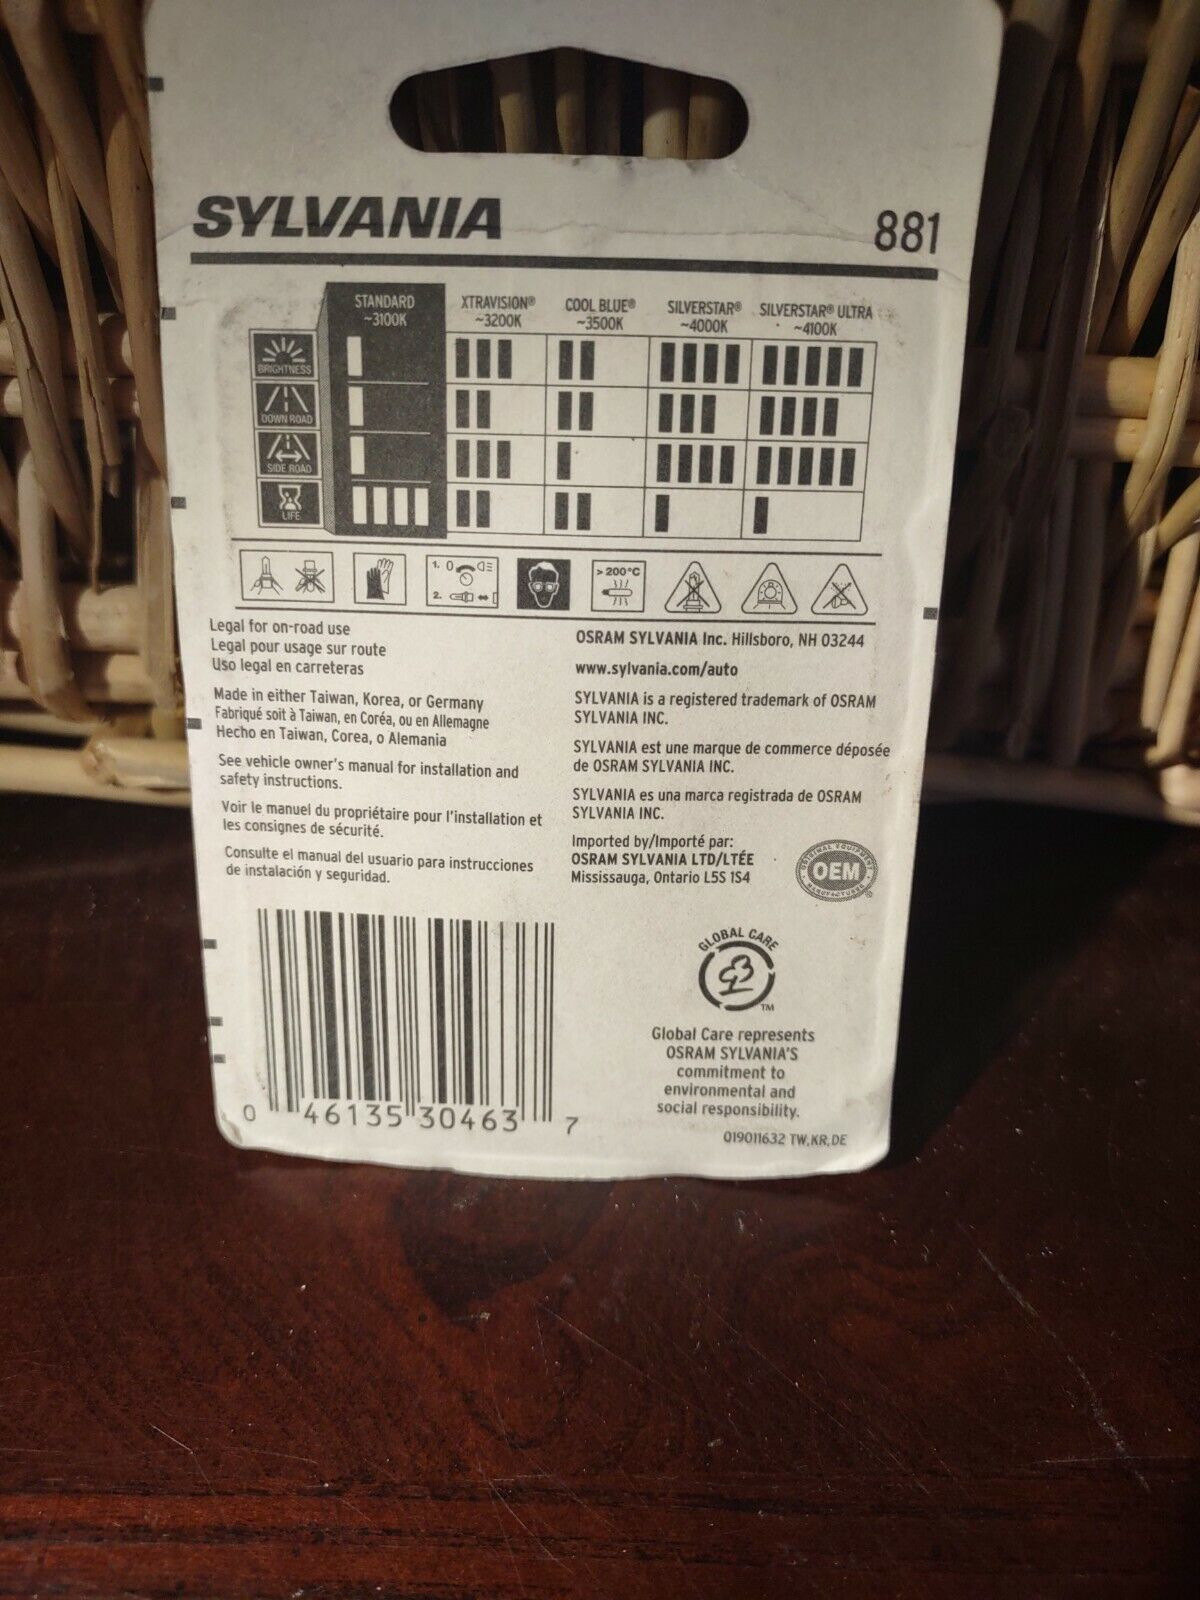 SYLVANIA
881
STANDARD
~3100K
XTRAVISION®
~3200K
COOL BLUE®
~3500K
SILVERSTAR®
~4000K
SILVERSTAR® ULTRA
~4100K
BRIGHTNESS
DOWN ROAD
SIDE ROAD
LIFE
1. 0
2.
>200°C
Legal for on-road use
Legal pour usage sur route
Uso legal en carreteras
Made in either Taiwan, Korea, or Germany
Fabriqué soit à Taiwan, en Coréa, ou en Allemagne
Hecho en Taiwan, Corea, o Alemania
See vehicle owner's manual for installation and
safety instructions.
Voir le manuel du propriétaire pour l'installation et
les consignes de sécurité.
Consulte el manual del usuario para instrucciones
de instalación y seguridad.
OSRAM SYLVANIA Inc. Hillsboro, NH 03244
www.sylvania.com/auto
SYLVANIA is a registered trademark of OSRAM
SYLVANIA INC.
SYLVANIA est une marque de commerce déposée
de OSRAM SYLVANIA INC.
SYLVANIA es una marca registrada de OSRAM
SYLVANIA INC.
Imported by/Importé par:
OSRAM SYLVANIA LTD/LTÉE
Mississauga, Ontario L5S 1S4
ORIGINAL EQUIPMENT
OEM
MANUFACTURER
®
GLOBAL CARE
TM
Global Care represents
OSRAM SYLVANIA'S
commitment to
environmental and
social responsibility.
019011632 TW,KR,DE
0 46135 30463 7